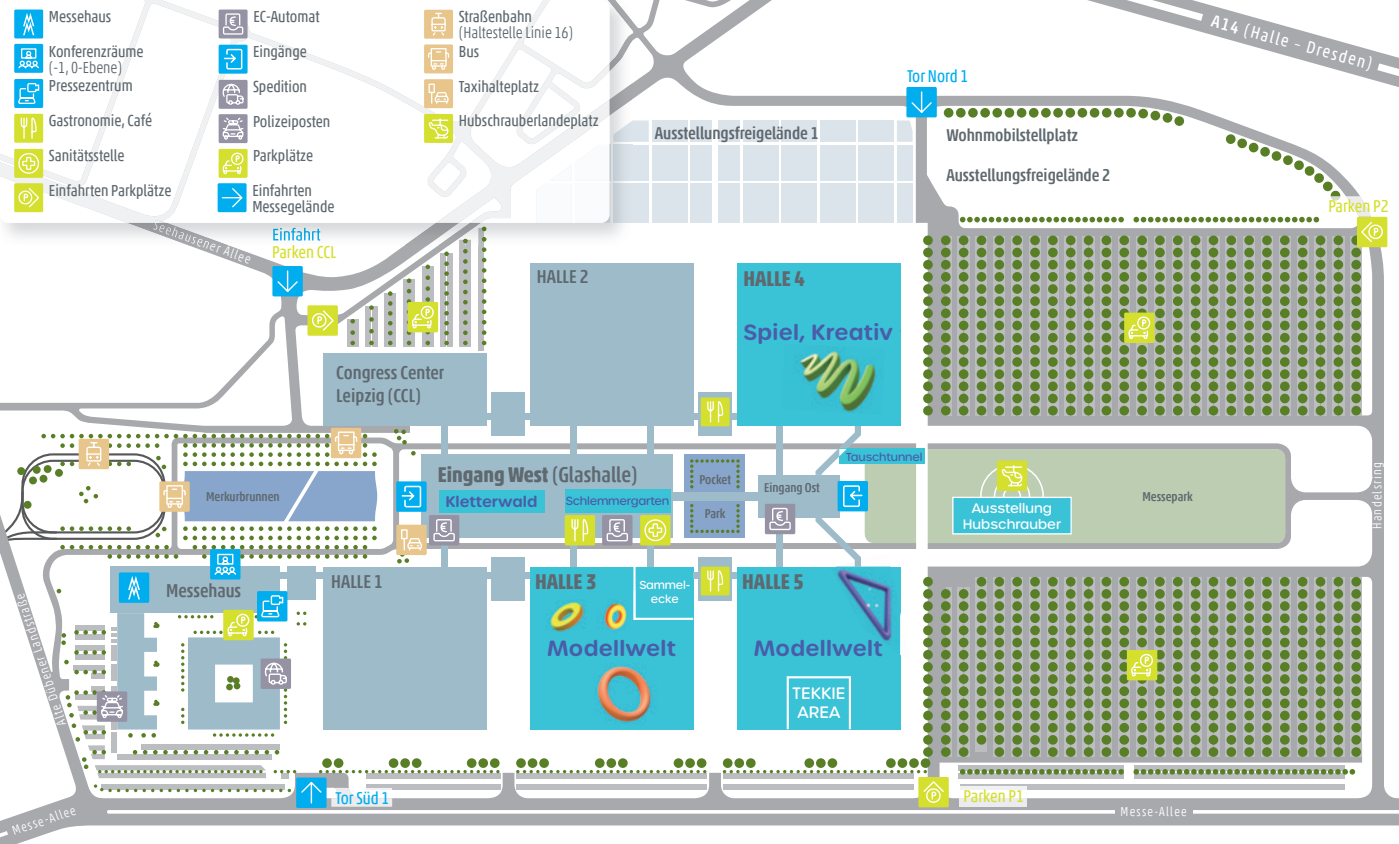 Messehaus
Konferenzräume
(-1, 0-Ebene)
Pressezentrum
Gastronomie, Café
Sanitätsstelle
Einfahrten Parkplätze
EC-Automat
Eingänge
Spedition
Polizeiposten
Parkplätze
Einfahrten
Messegelände
Straßenbahn
(Haltestelle Linie 16)
Bus
Taxihalteplatz
Hubschrauberlandeplatz
A14 (Halle - Dresden)
Tor Nord 1
Ausstellungsfreigelände 1
Wohnmobilstellplatz
Ausstellungsfreigelände 2
Parken P2
Seehausener Allee
Einfahrt
Parken CCL
HALLE 2
HALLE 4
Spiel, Kreativ
Congress Center
Leipzig (CCL)
Eingang West (Glashalle)
Kletterwald
Schlemmergarten
Merkurbrunnen
Pocket
Park
Eingang Ost
Tauschtunnel
Ausstellung
Hubschrauber
Messepark
Handelsring
Messehaus
HALLE 1
HALLE 3
Sammel-
ecke
Modellwelt
HALLE 5
Modellwelt
TEKKIE
AREA
Alte Dübener Landstraße
Tor Süd 1
Parken P1
Messe-Allee
Messe-Allee